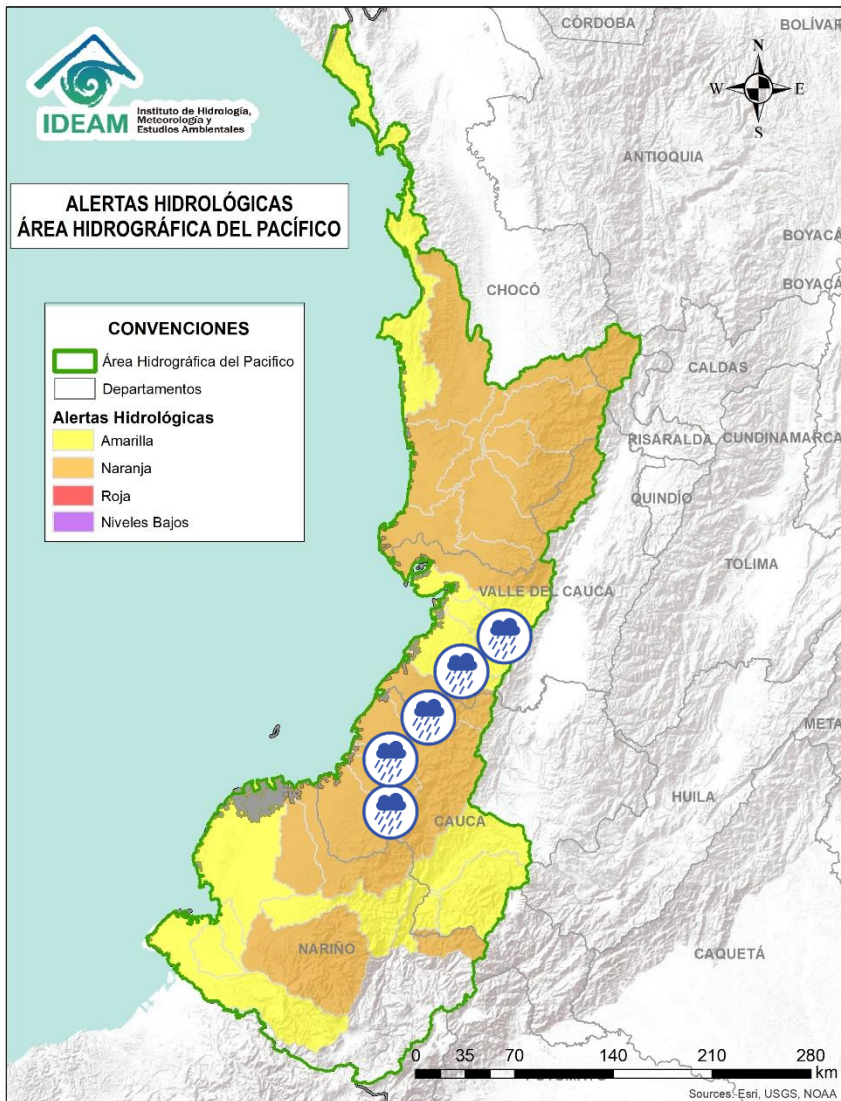 CÓRDOBA
BOLÍVAR
N
W
E
S
IDEAM
Instituto de Hidrología,
Meteorología y
Estudios Ambientales
ANTIOQUIA
ALERTAS HIDROLÓGICAS
ÁREA HIDROGRÁFICA DEL PACÍFICO
BOYACÁ
BOYACÁ
CHOCÓ
CONVENCIONES
Área Hidrográfica del Pacifico
Departamentos
Alertas Hidrológicas
Amarilla
Naranja
Roja
Niveles Bajos
CALDAS
RISARALDA
CUNDINAMARCA
QUINDÍO
TOLIMA
VALLE DEL CAUCA
META
HUILA
CAUCA
NARIÑO
CAQUETÁ
0 35 70 140 210 280
km
Sources: Esri, USGS, NOAA